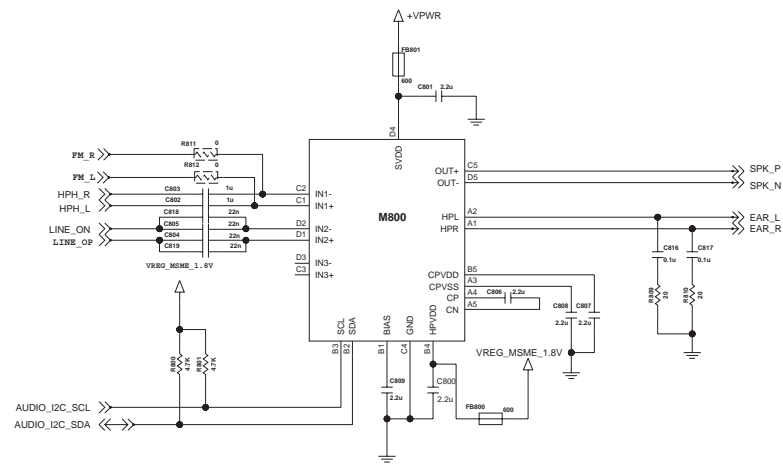 +VPWR
FB801
600
C801 2.2u
D4
SVDD
R811 0
FM_R
R812 0
FM_L
C803 1u
HPH_R
C2 IN1-
C802 1u
HPH_L
C1 IN1+
C818 22n
LINE_ON
C805 22n
D2 IN2-
C804 22n
LINE_OP
D1 IN2+
C819 22n
D3 IN3-
C3 IN3+
M800
OUT+ C5
SPK_P
OUT- D5
SPK_N
HPL A2
EAR_L
HPR A1
EAR_R
C816 C817
0.1u 0.1u
R809 20
R810 20
CPVDD B5
CPVSS A3
CP A4
C806 2.2u
CN A5
C808 C807
2.2u 2.2u
VREG_MSME_1.8V
R800 4.7K
R801 4.7K
SCL SDA BIAS GND HPVDD
B3 B2 B1 C4 B4
VREG_MSME_1.8V
C809
2.2u
C800
2.2u
FB800 600
AUDIO_I2C_SCL
AUDIO_I2C_SDA